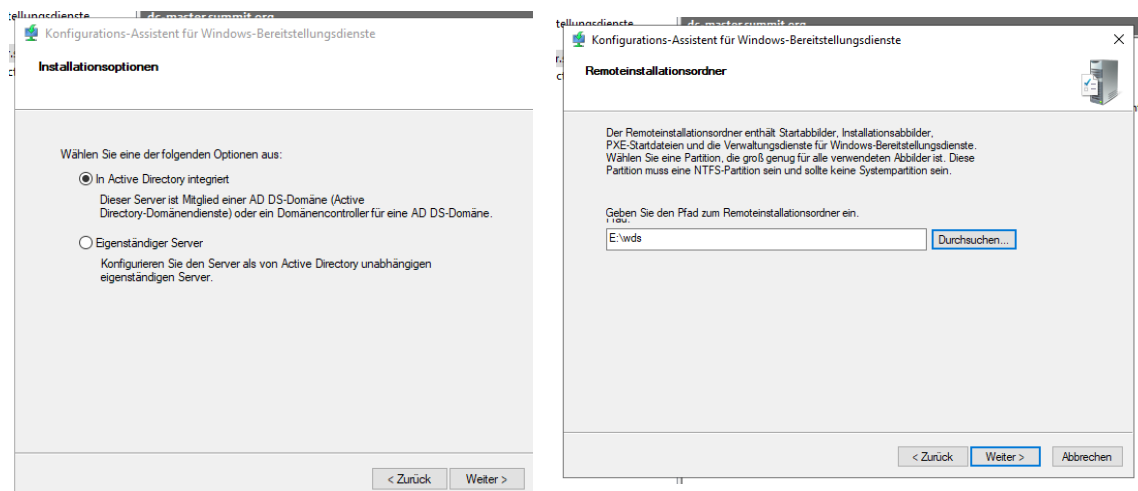 tellungsdienste
dc-master.summit.org
Konfigurations-Assistent für Windows-Bereitstellungsdienste
Installationsoptionen
Wählen Sie eine der folgenden Optionen aus:
In Active Directory integriert
Dieser Server ist Mitglied einer AD DS-Domäne (Active
Directory-Domänendienste) oder ein Domänencontroller für eine AD DS-Domäne.
Eigenständiger Server
Konfigurieren Sie den Server als von Active Directory unabhängigen
eigenständigen Server.
< Zurück
Weiter >
tellungsdienste
dc-master.summit.org
Konfigurations-Assistent für Windows-Bereitstellungsdienste
Remoteinstallationsordner
Der Remoteinstallationsordner enthält Startabbilder, Installationsabbilder,
PXE-Startdateien und die Verwaltungsdienste für Windows-Bereitstellungsdienste.
Wählen Sie eine Partition, die groß genug für alle verwendeten Abbilder ist. Diese
Partition muss eine NTFS-Partition sein und sollte keine Systempartition sein.
Geben Sie den Pfad zum Remoteinstallationsordner ein.
Pfad:
E:\wds
Durchsuchen...
< Zurück
Weiter >
Abbrechen